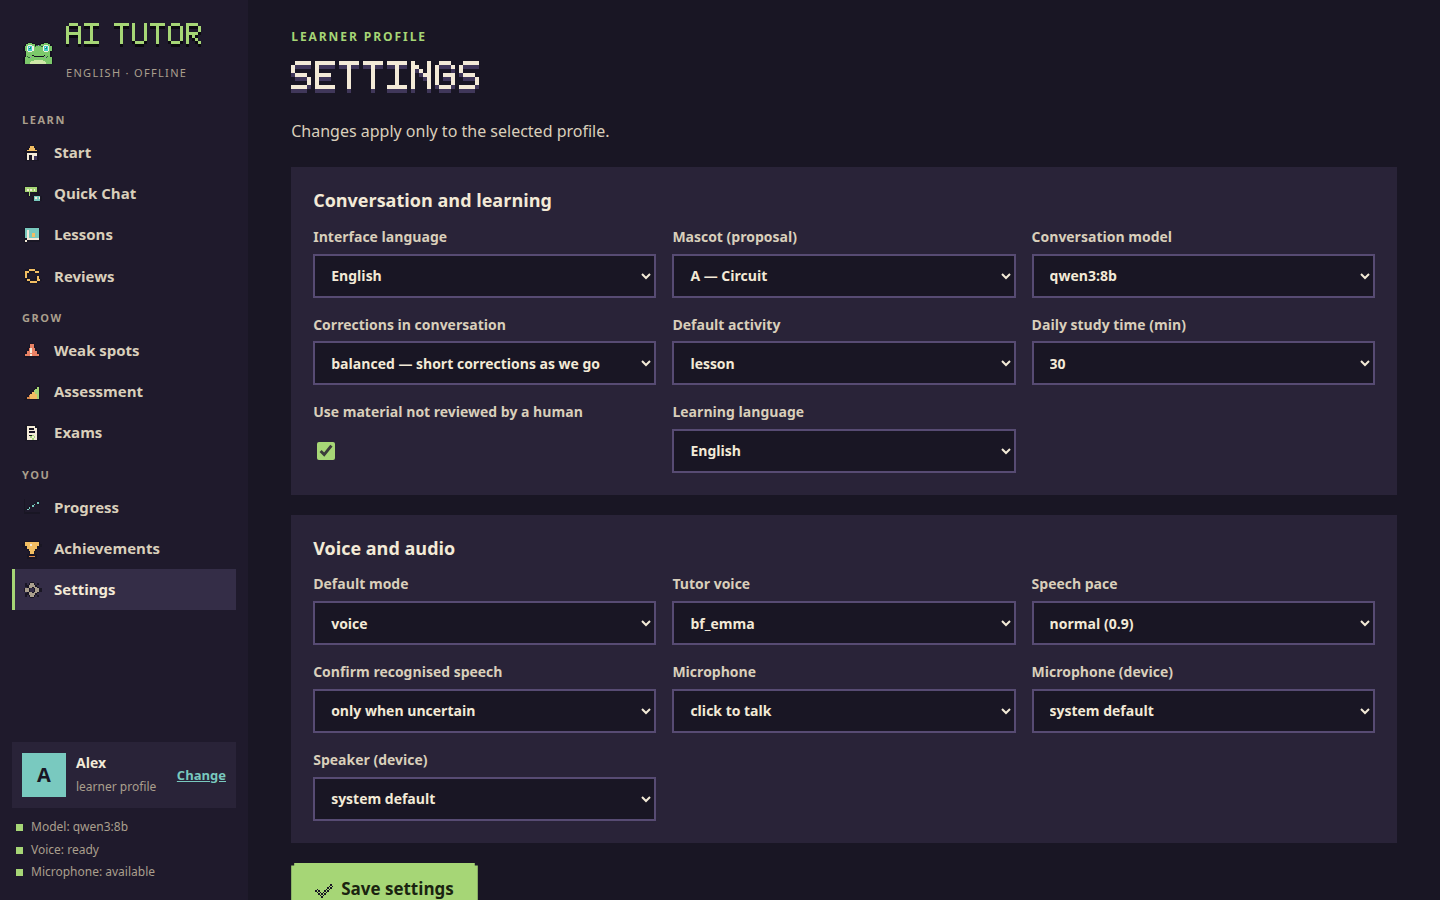 AI TUTOR
ENGLISH · OFFLINE
LEARN
Start
Quick Chat
Lessons
Reviews
GROW
Weak spots
Assessment
Exams
YOU
Progress
Achievements
Settings
A
Alex
learner profile
Change
Model: qwen3:8b
Voice: ready
Microphone: available
LEARNER PROFILE
SETTINGS
Changes apply only to the selected profile.
Conversation and learning
Interface language
English
Mascot (proposal)
A — Circuit
Conversation model
qwen3:8b
Corrections in conversation
balanced — short corrections as we go
Default activity
lesson
Daily study time (min)
30
Use material not reviewed by a human
Learning language
English
Voice and audio
Default mode
voice
Tutor voice
bf_emma
Speech pace
normal (0.9)
Confirm recognised speech
only when uncertain
Microphone
click to talk
Microphone (device)
system default
Speaker (device)
system default
Save settings